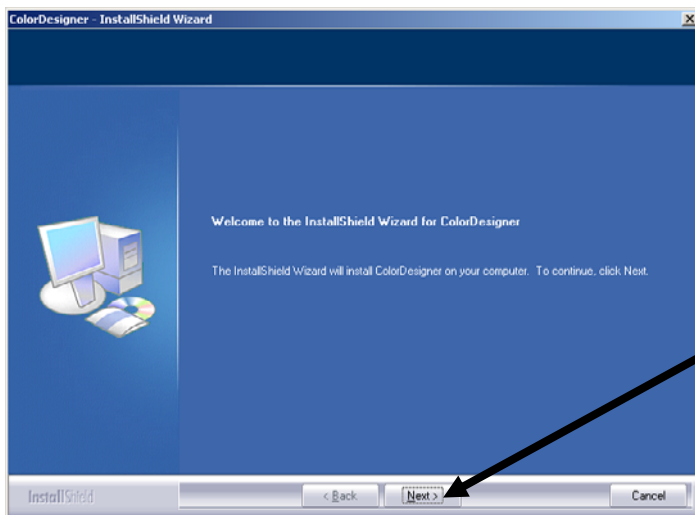 ColorDesigner - InstallShield Wizard
Welcome to the InstallShield Wizard for ColorDesigner
The InstallShield Wizard will install ColorDesigner on your computer. To continue, click Next.
InstallShield
< Back
Next >
Cancel